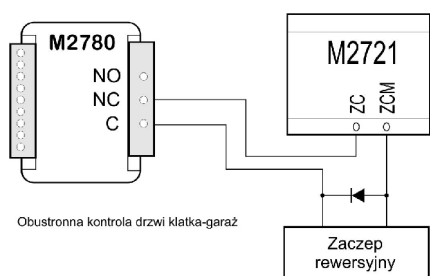 M2780
NO
NC
C
M2721
ZC
ZCM
Obustronna kontrola drzwi klatka-garaż
Zaczep
rewersyjny